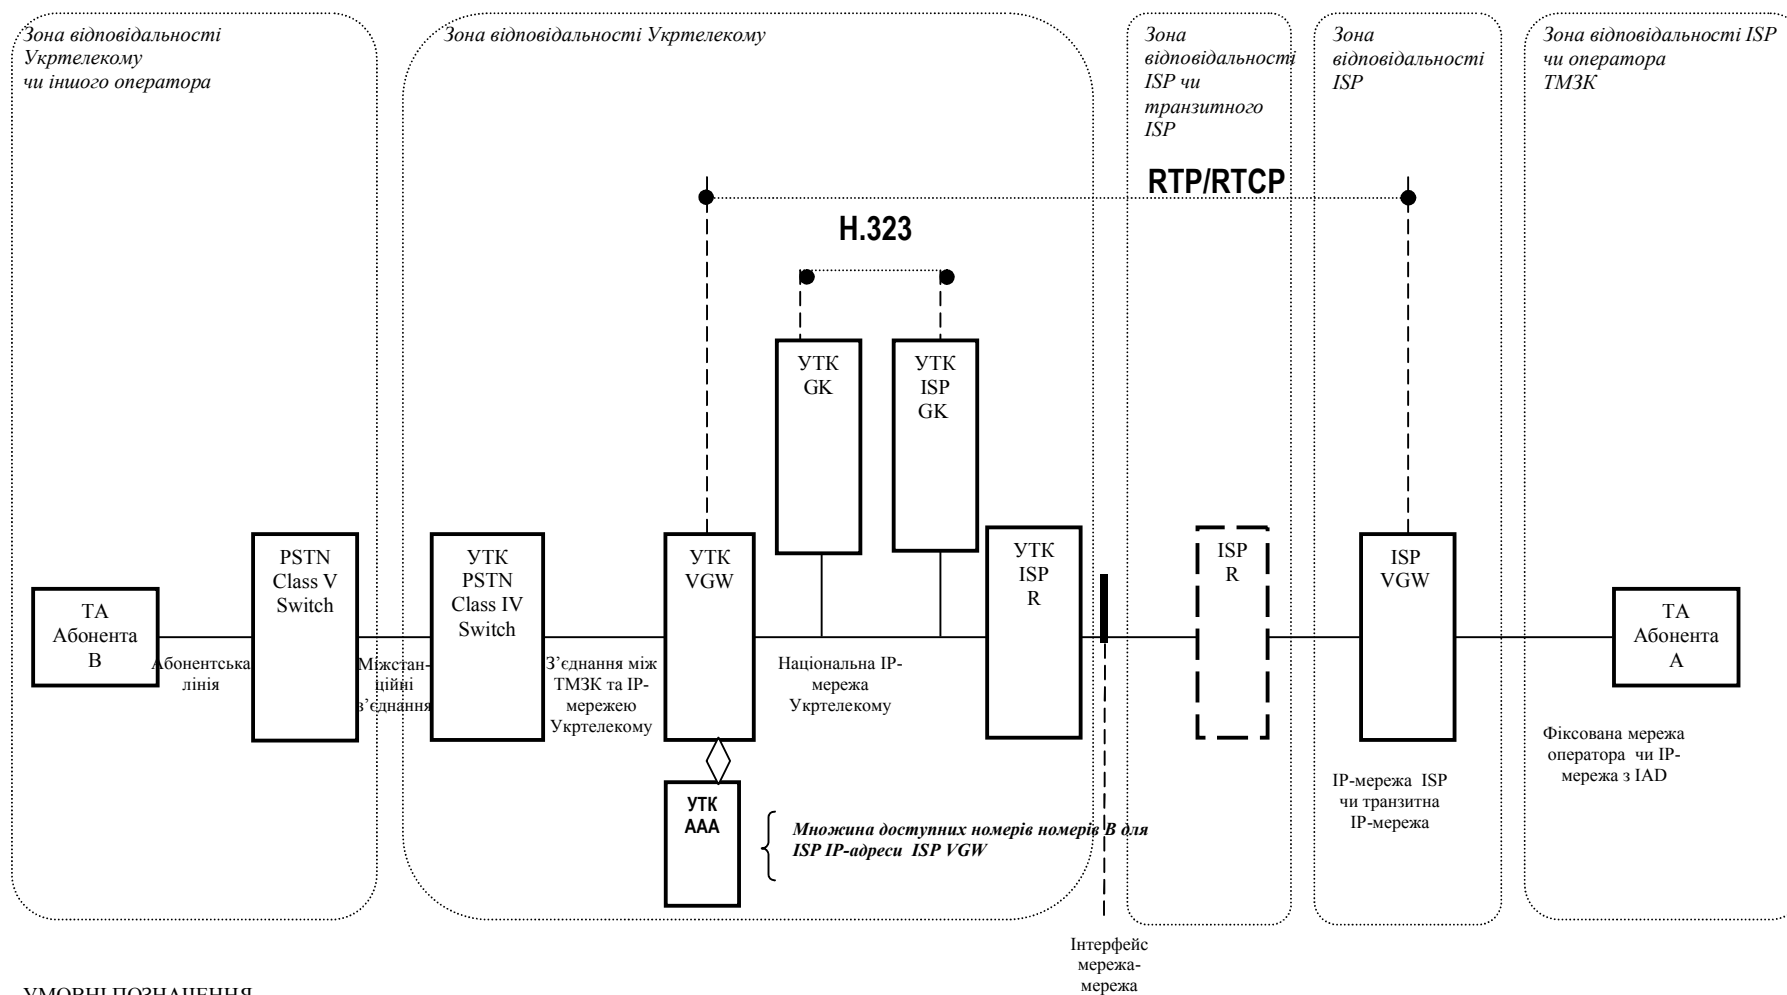 Зона відповідальності
Укртелекому
чи іншого оператора
Зона відповідальності Укртелекому
Зона
відповідальності
ISP чи
транзитного
ISP
Зона
відповідальності
ISP
Зона відповідальності ISP
чи оператора
ТМЗК
RTP/RTCP
H.323
УТК
GK
УТК
ISP
GK
ТА
Абонента
В
PSTN
Class V
Switch
УТК
PSTN
Class IV
Switch
УТК
VGW
УТК
ISP
R
ISP
R
ISP
VGW
ТА
Абонента
А
Абонентська
лінія
Міжстан-
ційні
з’єднання
З’єднання між
ТМЗК та IP-
мережею
Укртелекому
Національна IP-
мережа
Укртелекому
Фіксована мережа
оператора чи IP-
мережа з IAD
IP-мережа ISP
чи транзитна
IP-мережа
УТК
ААА
Множина доступних номерів номерів В для
ISP IP-адреси ISP VGW
Інтерфейс
мережа-
мережа
УМОВНІ ПОЗНАЧЕННЯ